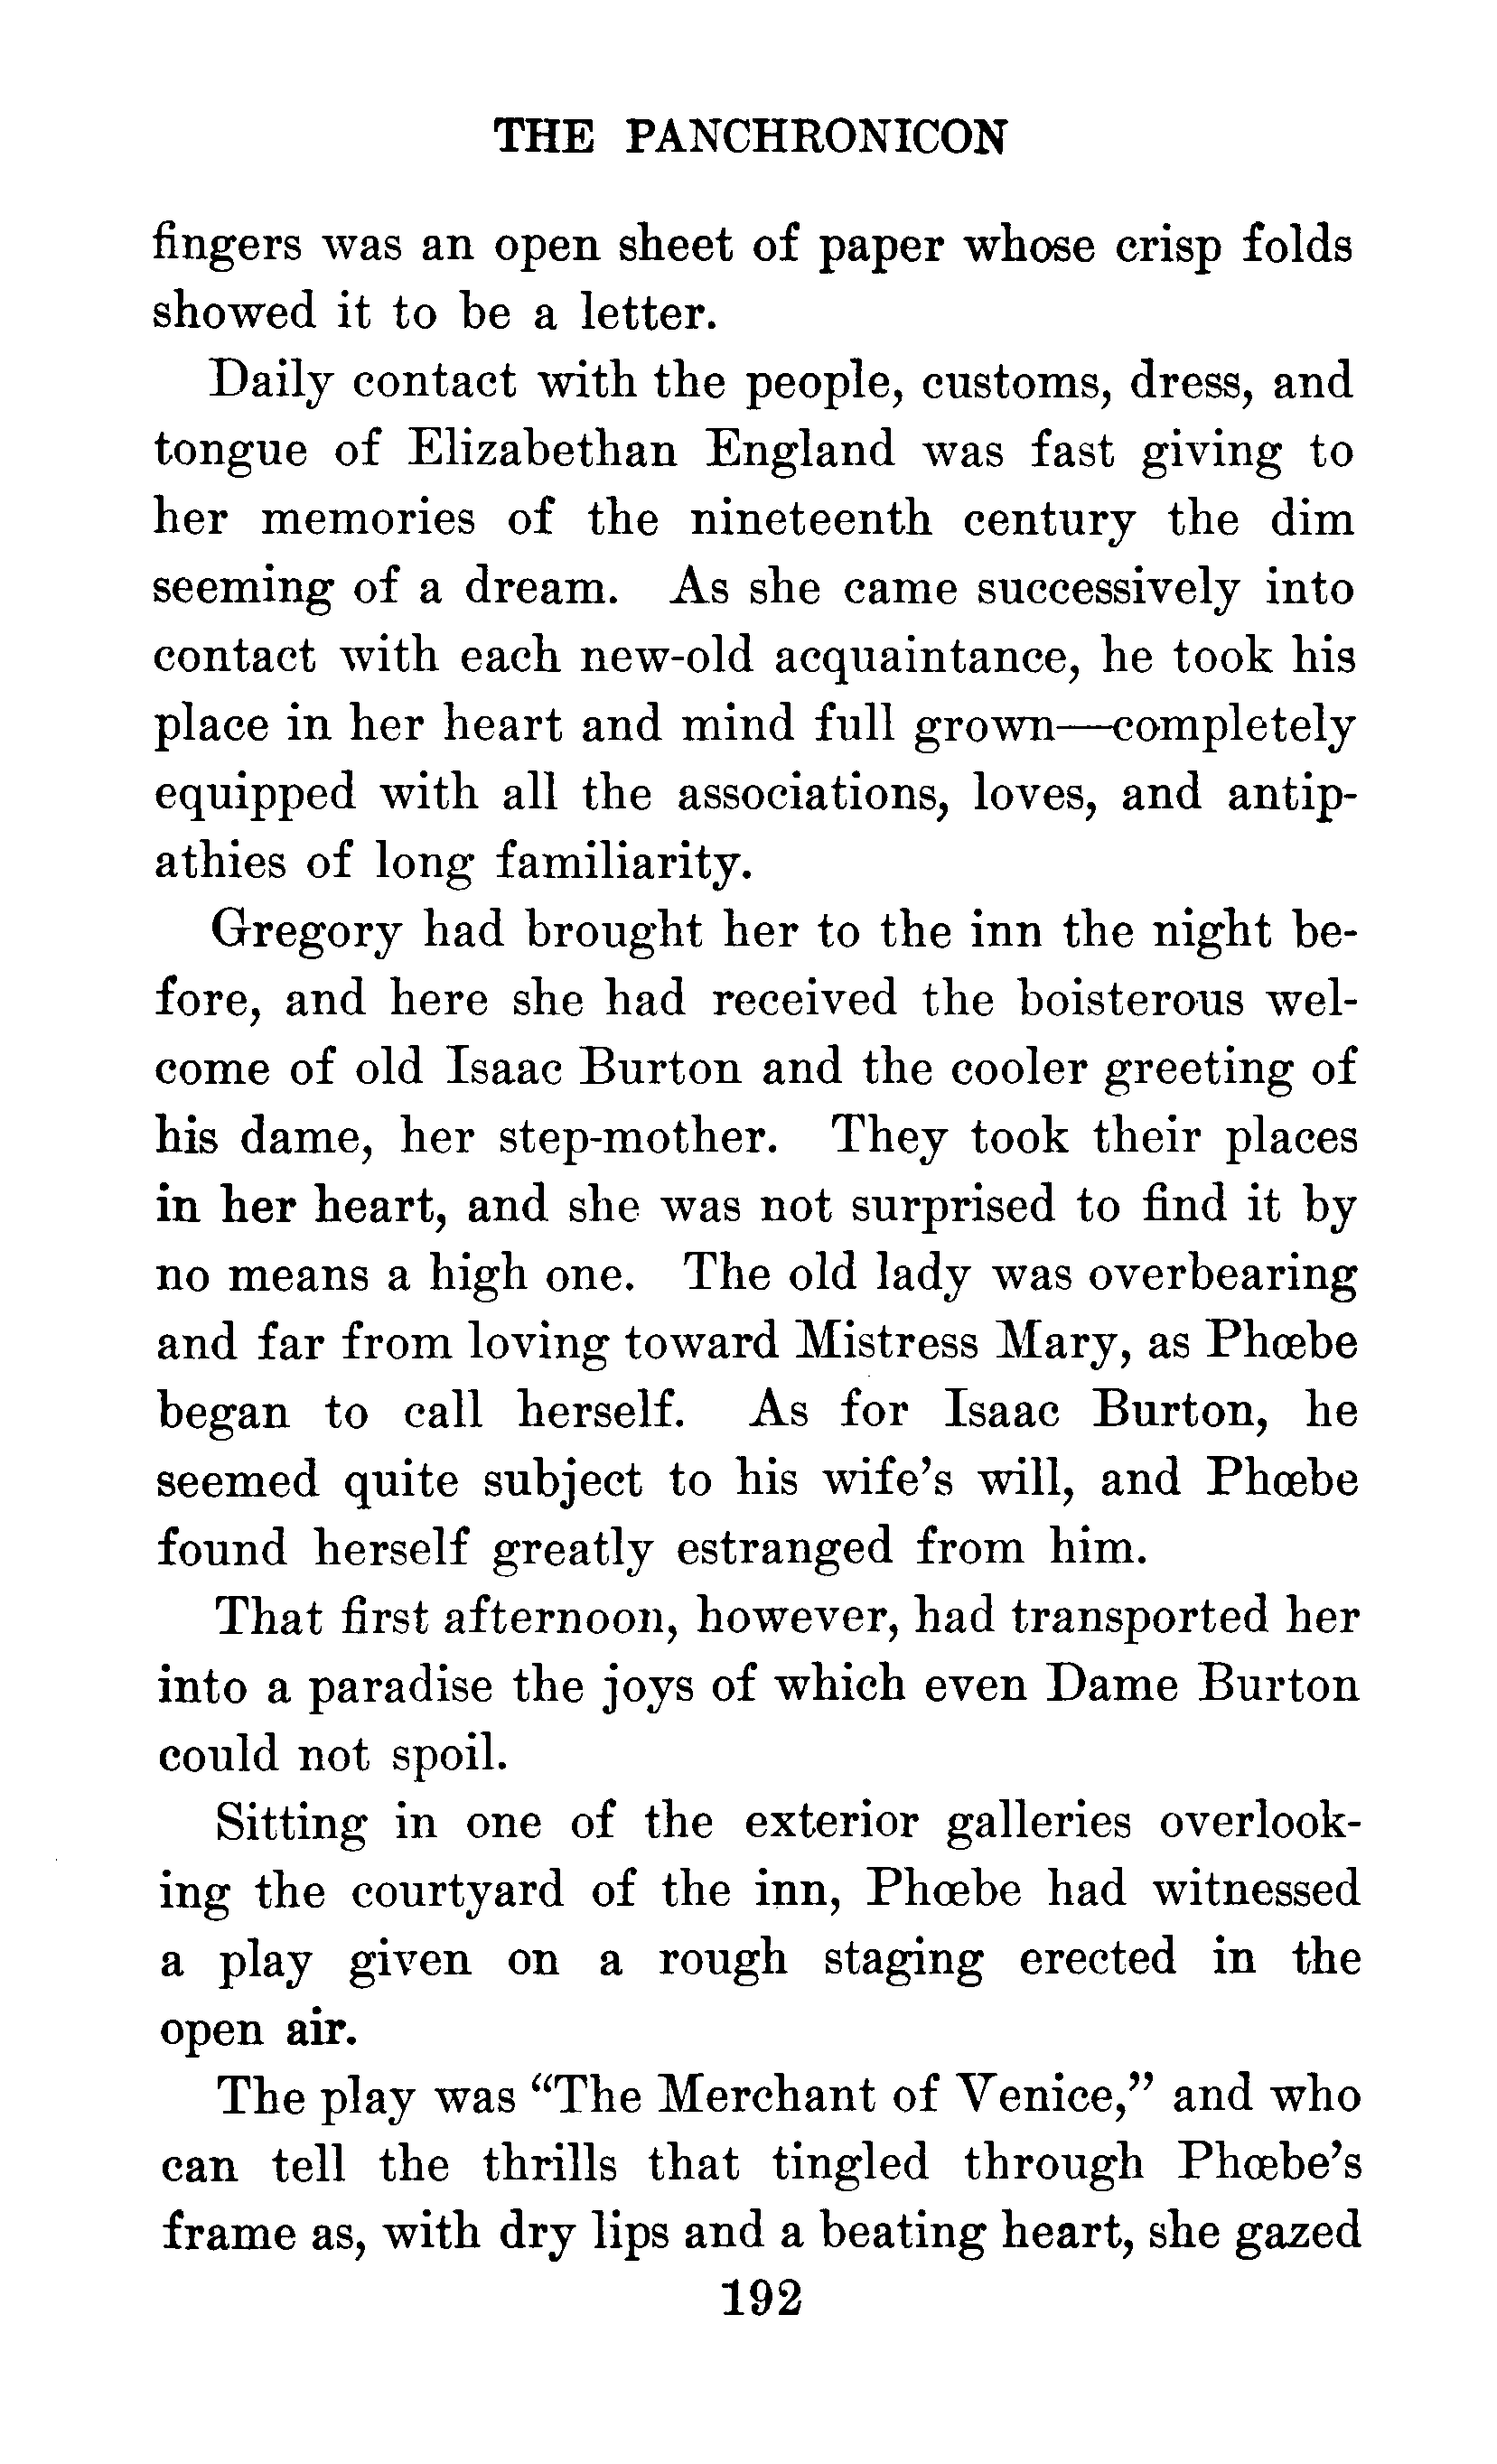 THE PANCHRONICON
fingers was an open sheet of paper whose crisp folds
showed it to be a letter.
Daily contact with the people, customs, dress, and
tongue of Elizabethan England was fast giving to
her memories of the nineteenth century the dim
seeming of a dream. As she came successively into
contact with each new-old acquaintance, he took his
place in her heart and mind full grown—completely
equipped with all the associations, loves, and antip-
athies of long familiarity.
Gregory had brought her to the inn the night be-
fore, and here she had received the boisterous wel-
come of old Isaac Burton and the cooler greeting of
his dame, her step-mother. They took their places
in her heart, and she was not surprised to find it by
no means a high one. The old lady was overbearing
and far from loving toward Mistress Mary, as Phœbe
began to call herself. As for Isaac Burton, he
seemed quite subject to his wife's will, and Phœbe
found herself greatly estranged from him.
That first afternoon, however, had transported her
into a paradise the joys of which even Dame Burton
could not spoil.
Sitting in one of the exterior galleries overlook-
ing the courtyard of the inn, Phœbe had witnessed
a play given on a rough staging erected in the
open air.
The play was “The Merchant of Venice,” and who
can tell the thrills that tingled through Phœbe's
frame as, with dry lips and a beating heart, she gazed
192